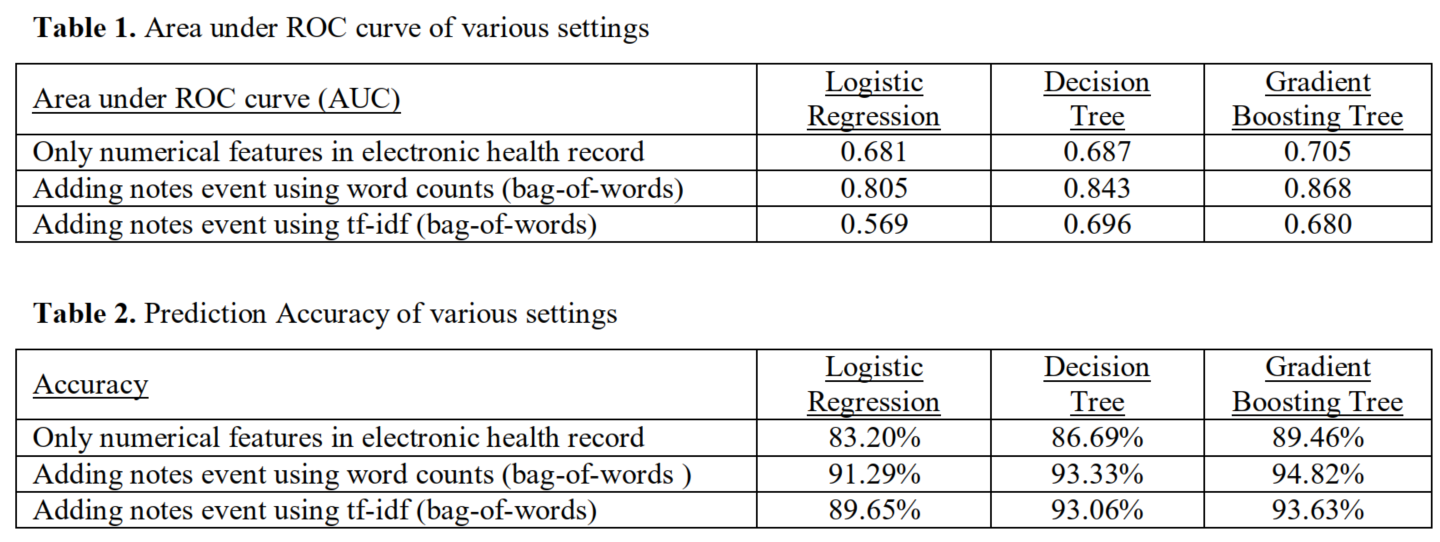 Table 1. Area under ROC curve of various settings
Area under ROC curve (AUC) Logistic Regression Decision Tree Gradient Boosting Tree
Only numerical features in electronic health record 0.681 0.687 0.705
Adding notes event using word counts (bag-of-words) 0.805 0.843 0.868
Adding notes event using tf-idf (bag-of-words) 0.569 0.696 0.680
Table 2. Prediction Accuracy of various settings
Accuracy Logistic Regression Decision Tree Gradient Boosting Tree
Only numerical features in electronic health record 83.20% 86.69% 89.46%
Adding notes event using word counts (bag-of-words ) 91.29% 93.33% 94.82%
Adding notes event using tf-idf (bag-of-words) 89.65% 93.06% 93.63%